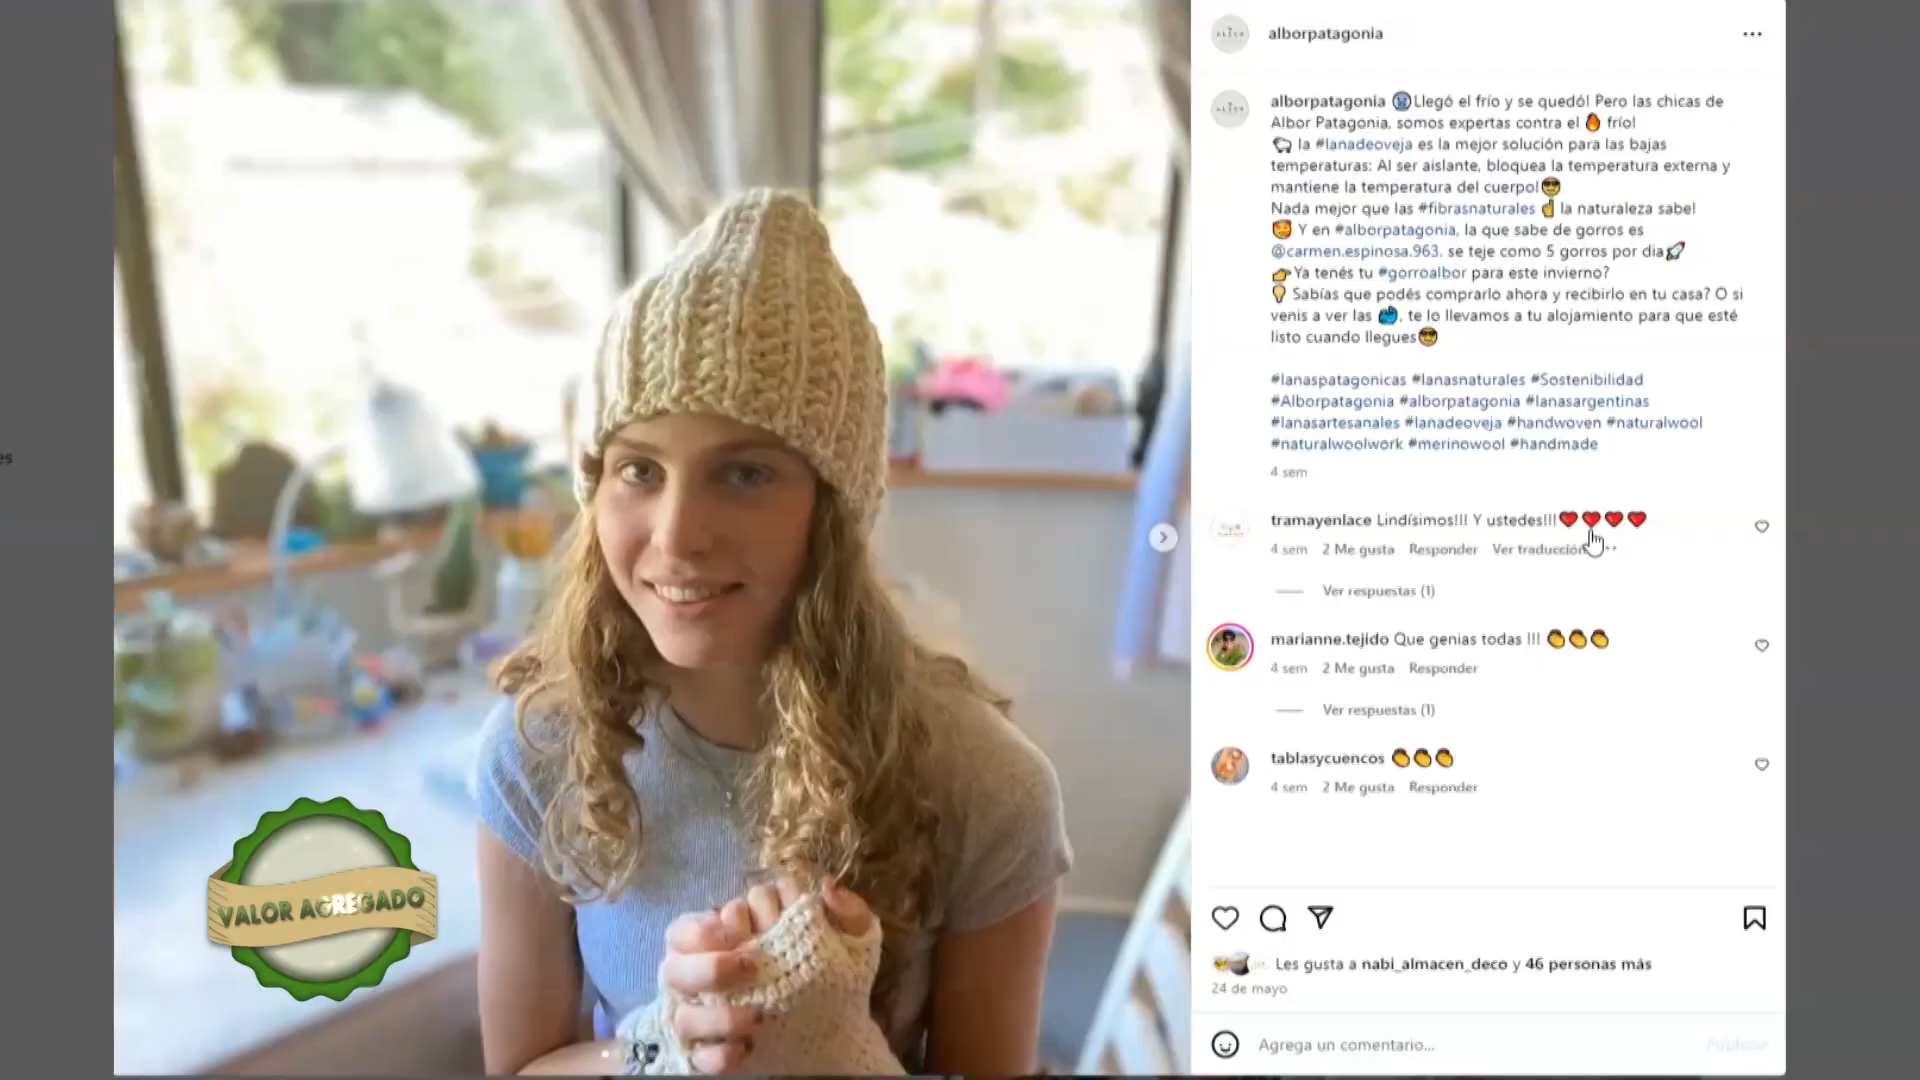 es
VALOR AGREGADO
alborpatagonia
alborpatagonia 🥶Llegó el frío y se quedó! Pero las chicas de
Albor Patagonia, somos expertas contra el 🔥 frío!
🐑 la #lanadeoveja es la mejor solución para las bajas
temperaturas: Al ser aislante, bloquea la temperatura externa y
mantiene la temperatura del cuerpo!😎
Nada mejor que las #fibrasnaturales ☝️ la naturaleza sabe!
🥰 Y en #alborpatagonia, la que sabe de gorros es
@carmen.espinosa.963, se teje como 5 gorros por dia🚀
👉Ya tenés tu #gorroalbor para este invierno?
💡 Sabías que podés comprarlo ahora y recibirlo en tu casa? O si
venis a ver las 🐳, te lo llevamos a tu alojamiento para que esté
listo cuando llegues😎
#lanaspatagonicas #lanasnaturales #Sostenibilidad
#Alborpatagonia #alborpatagonia #lanasargentinas
#lanasartesanales #lanadeoveja #handwoven #naturalwool
#naturalwoolwork #merinowool #handmade
4 sem
tramayenlace Lindísimos!!! Y ustedes!!!❤️❤️❤️❤️
4 sem 2 Me gusta Responder Ver traducción
Ver respuestas (1)
marianne.tejido Que genias todas !!! 👏👏👏
4 sem 2 Me gusta Responder
Ver respuestas (1)
tablasycuencos 👏👏👏
4 sem 2 Me gusta Responder
Les gusta a nabi_almacen_deco y 46 personas más
24 de mayo
Agrega un comentario...
Publicar